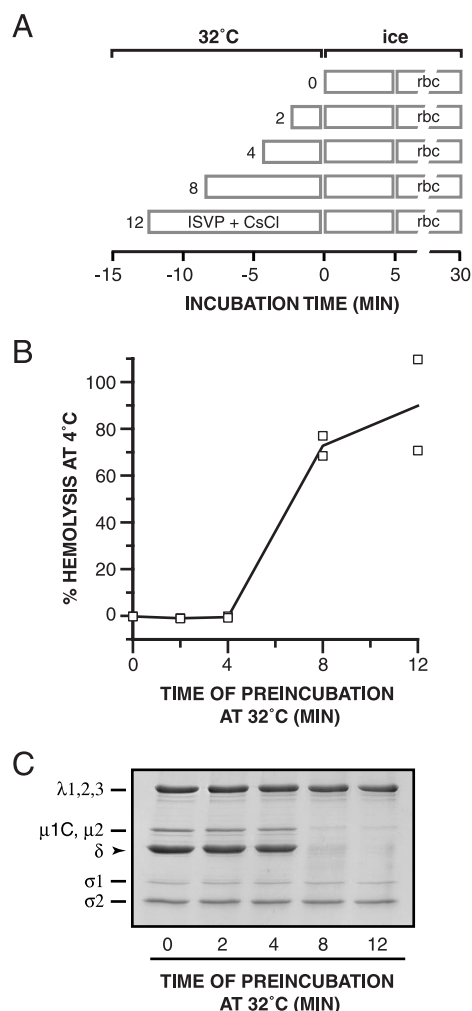 A
32˚C ice
0 rbc
2 rbc
4 rbc
8 rbc
12 ISVP + CsCl rbc
-15 -10 -5 0 5 30
INCUBATION TIME (MIN)
B
% HEMOLYSIS AT 4˚C
100
80
60
40
20
0
0 4 8 12
TIME OF PREINCUBATION
AT 32˚C (MIN)
C
λ1,2,3
μ1C, μ2
δ
σ1
σ2
0 2 4 8 12
TIME OF PREINCUBATION
AT 32˚C (MIN)